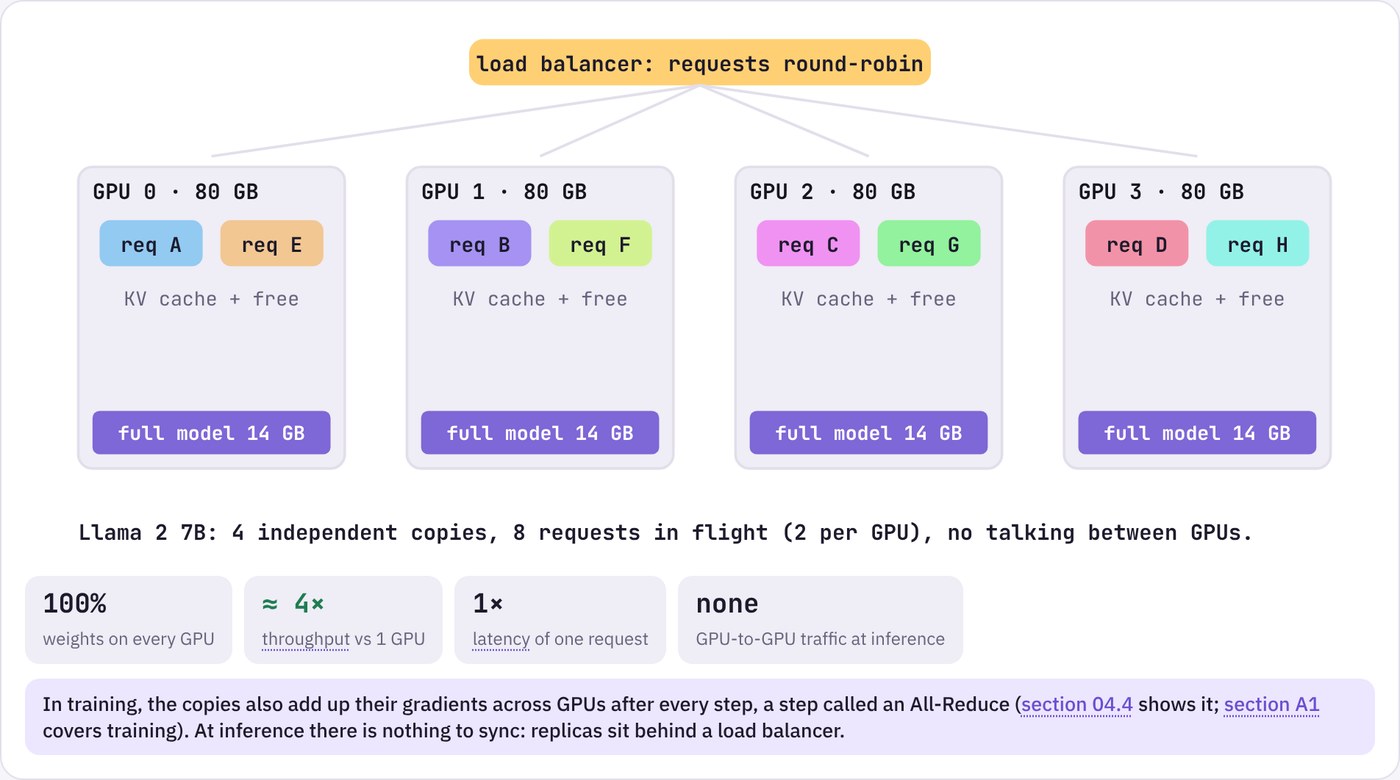 load balancer: requests round-robin
GPU 0 · 80 GB
req A
req E
KV cache + free
full model 14 GB
GPU 1 · 80 GB
req B
req F
KV cache + free
full model 14 GB
GPU 2 · 80 GB
req C
req G
KV cache + free
full model 14 GB
GPU 3 · 80 GB
req D
req H
KV cache + free
full model 14 GB
Llama 2 7B: 4 independent copies, 8 requests in flight (2 per GPU), no talking between GPUs.
100%
weights on every GPU
≈ 4×
throughput vs 1 GPU
1×
latency of one request
none
GPU-to-GPU traffic at inference
In training, the copies also add up their gradients across GPUs after every step, a step called an All-Reduce (section 04.4 shows it; section A1
covers training). At inference there is nothing to sync: replicas sit behind a load balancer.